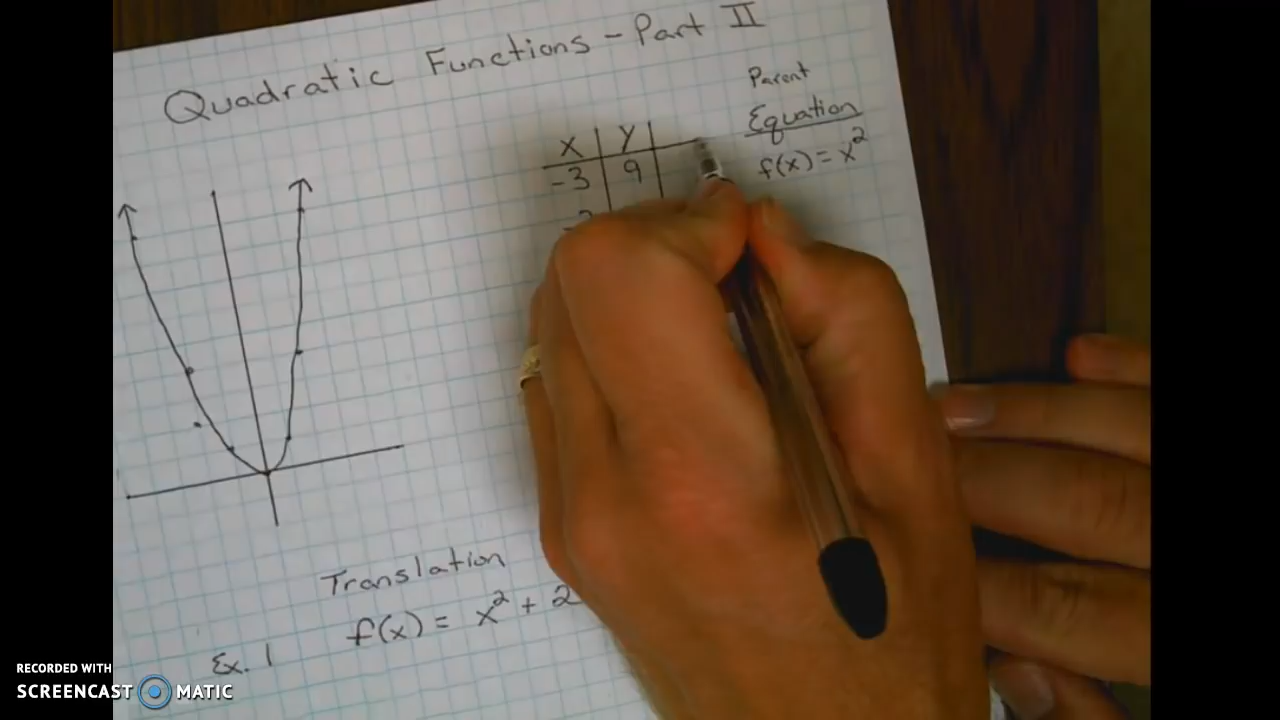 Quadratic Functions - Part II
Parent
Equation
f(x) = x²
x y
-3 9
Translation
f(x) = x² + 2
Ex. 1
RECORDED WITH
SCREENCAST MATIC